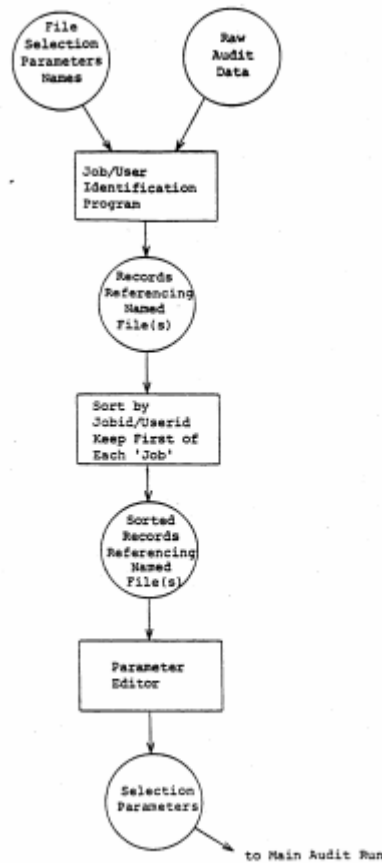 File
Selection
Parameters
Names
Raw
Audit
Data
Job/User
Identification
Program
Records
Referencing
Named
File(s)
Sort by
Jobid/Userid
Keep First of
Each 'Job'
Sorted
Records
Referencing
Named
File(s)
Parameter
Editor
Selection
Parameters
to Main Audit Run